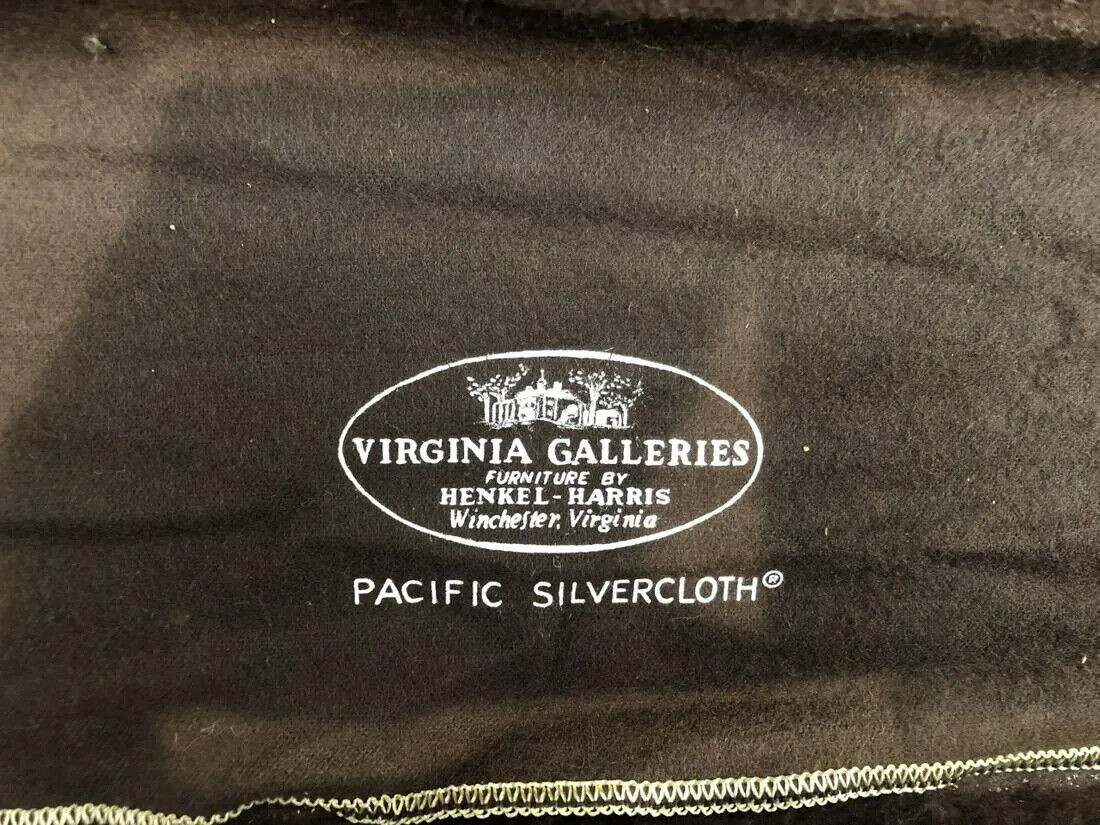 VIRGINIA GALLERIES
FURNITURE BY
HENKEL-HARRIS
Winchester, Virginia
PACIFIC SILVERCLOTH®